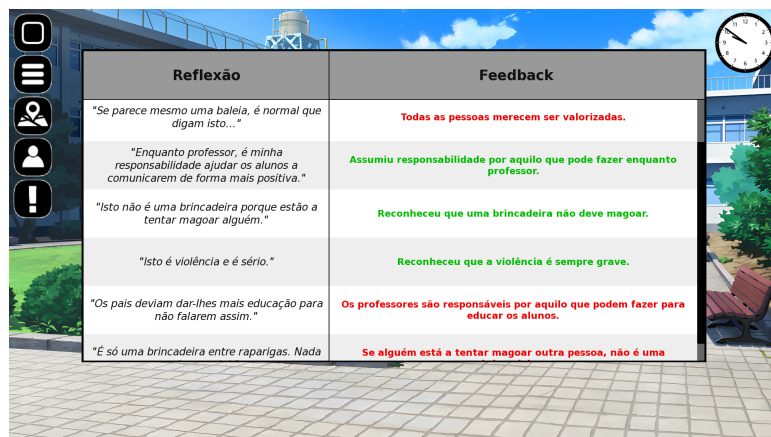 Reflexão
Feedback
"Se parece mesmo uma baleia, é normal que
digam isto..."
Todas as pessoas merecem ser valorizadas.
"Enquanto professor, é minha
responsabilidade ajudar os alunos a
comunicarem de forma mais positiva."
Assumiu responsabilidade por aquilo que pode fazer enquanto
professor.
"Isto não é uma brincadeira porque estão a
tentar magoar alguém."
Reconheceu que uma brincadeira não deve magoar.
"Isto é violência e é sério."
Reconheceu que a violência é sempre grave.
"Os pais deviam dar-lhes mais educação para
não falarem assim."
Os professores são responsáveis por aquilo que podem fazer para
educar os alunos.
"É só uma brincadeira entre raparigas. Nada
Se alguém está a tentar magoar outra pessoa, não é uma